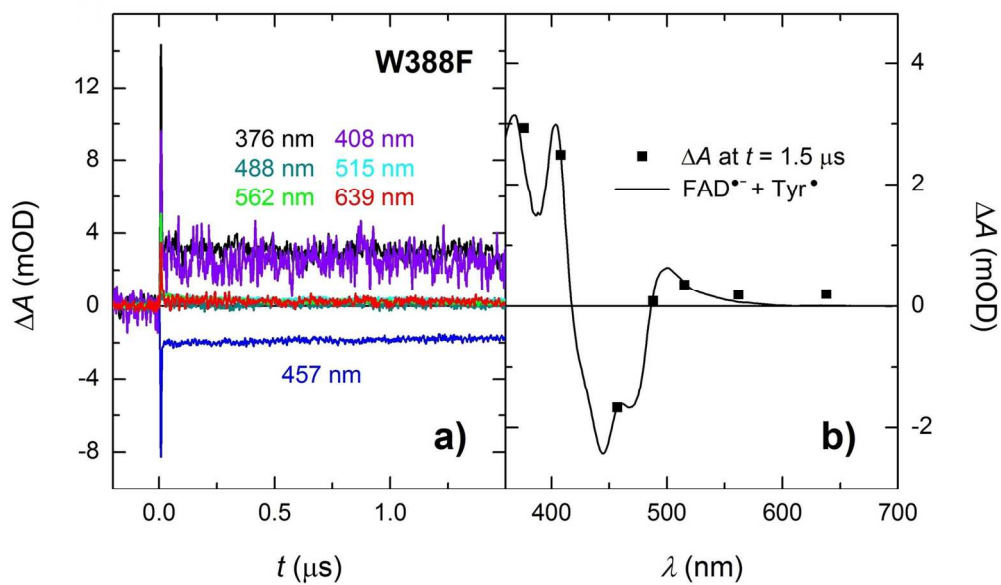 W388F
376 nm 408 nm
488 nm 515 nm
562 nm 639 nm
457 nm
a)
ΔA (mOD)
12
8
4
0
-4
-8
0.0 0.5 1.0
t (μs)
■ ΔA at t = 1.5 μs
— FAD•− + Tyr•
b)
4
2
0
-2
ΔA (mOD)
400 500 600 700
λ (nm)